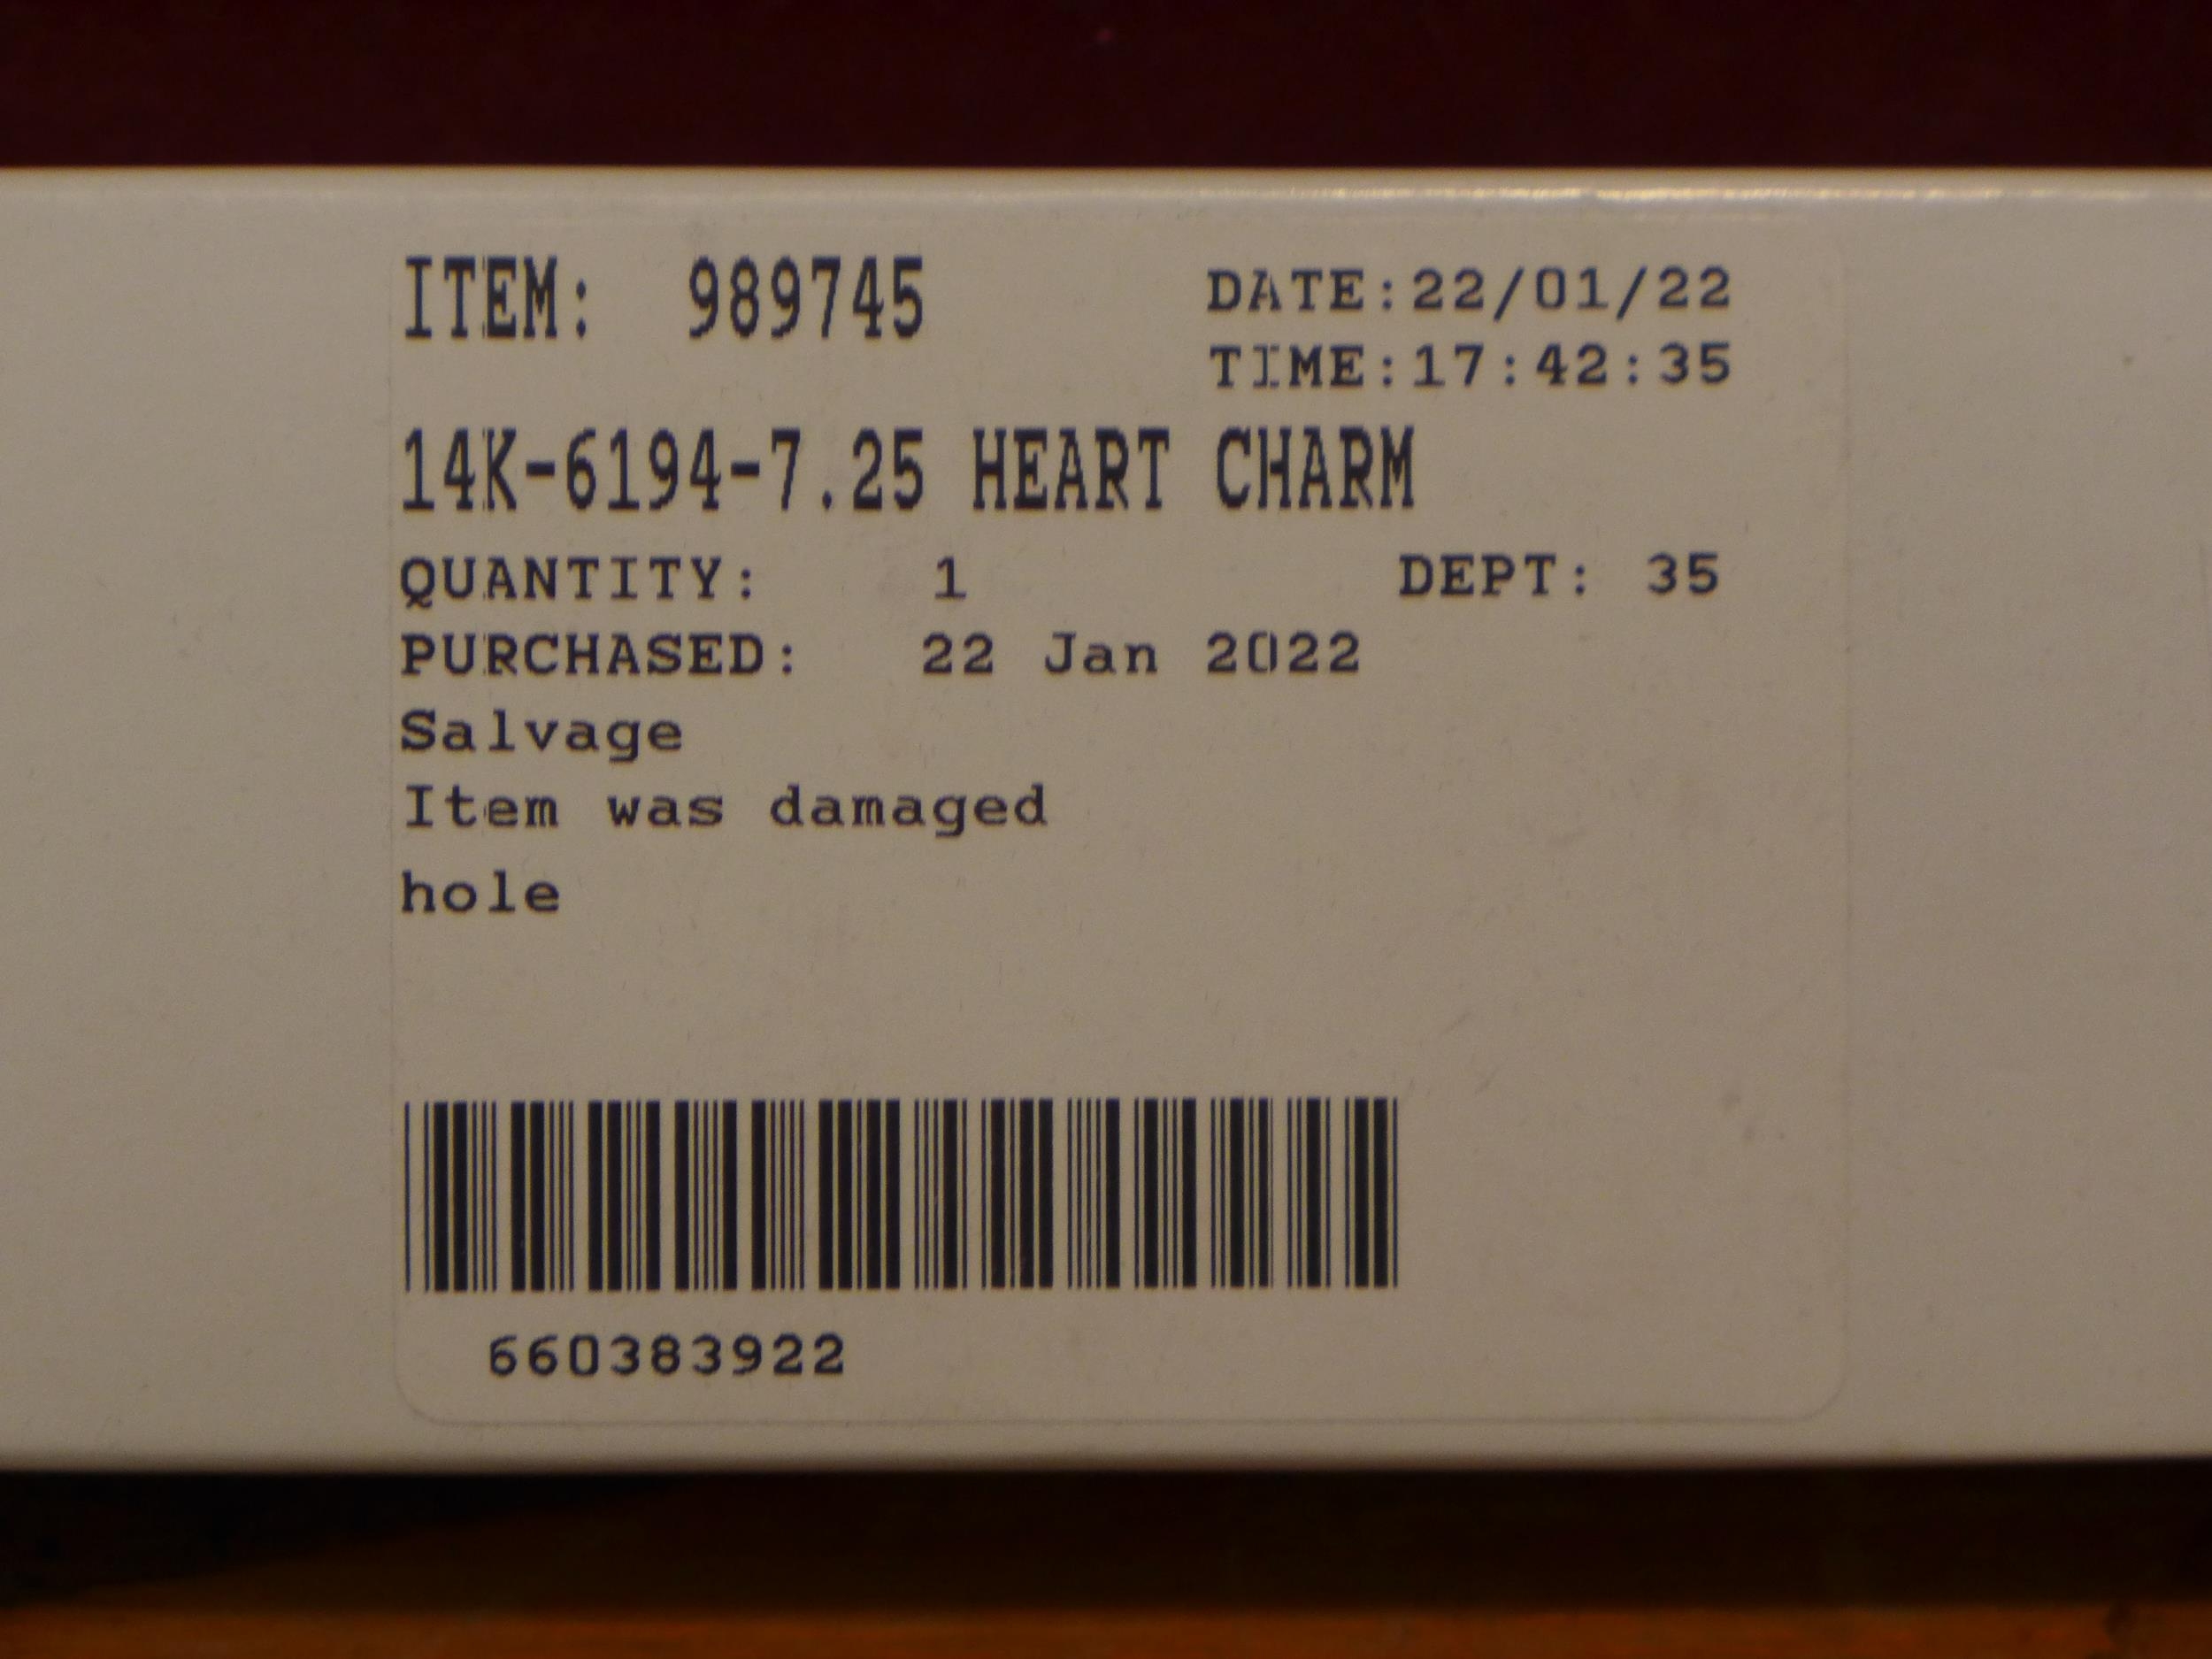 ITEM: 989745
DATE:22/01/22
TIME:17:42:35
14K-6194-7.25 HEART CHARM
QUANTITY: 1 DEPT: 35
PURCHASED: 22 Jan 2022
Salvage
Item was damaged
hole
660383922